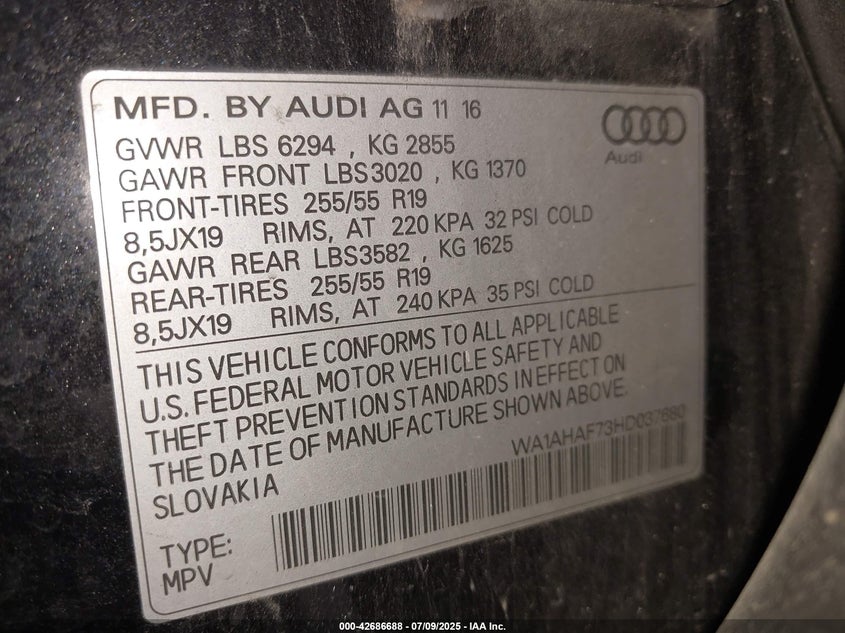 MFD. BY AUDI AG 11 16
Audi
GVWR LBS 6294 , KG 2855
GAWR FRONT LBS3020 , KG 1370
FRONT-TIRES 255/55 R19
8,5JX19 RIMS, AT 220 KPA 32 PSI COLD
GAWR REAR LBS3582 , KG 1625
REAR-TIRES 255/55 R19
8,5JX19 RIMS, AT 240 KPA 35 PSI COLD
THIS VEHICLE CONFORMS TO ALL APPLICABLE
U.S. FEDERAL MOTOR VEHICLE SAFETY AND
THEFT PREVENTION STANDARDS IN EFFECT ON
THE DATE OF MANUFACTURE SHOWN ABOVE.
SLOVAKIA
WA1AHAF73HD037680
TYPE:
MPV
000-42686688 - 07/09/2025 - IAA Inc.